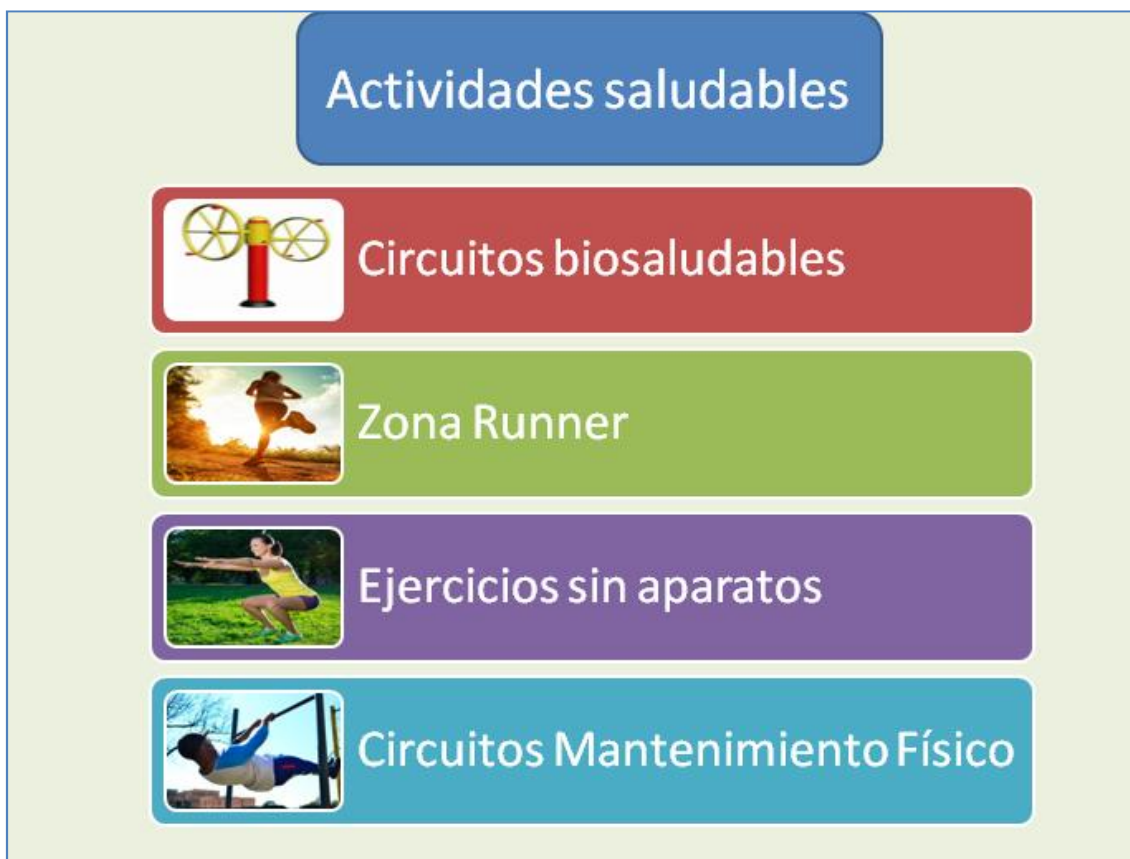 Actividades saludables
Circuitos biosaludables
Zona Runner
Ejercicios sin aparatos
Circuitos Mantenimiento Físico